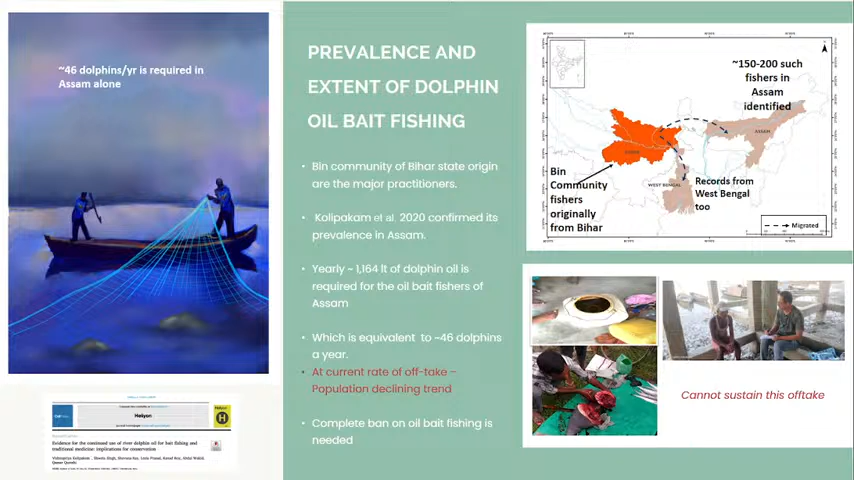 ~46 dolphins/yr is required in
Assam alone
PREVALENCE AND
EXTENT OF DOLPHIN
OIL BAIT FISHING
• Bin community of Bihar state origin
are the major practitioners.
• Kolipakam et al. 2020 confirmed its
prevalence in Assam.
• Yearly ~ 1,164 lt of dolphin oil is
required for the oil bait fishers of
Assam
• Which is equivalent to ~46 dolphins
a year.
• At current rate of off-take –
Population declining trend
• Complete ban on oil bait fishing is
needed
~150-200 such
fishers in
Assam
identified
ASSAM
WEST BENGAL
Bin
Community
fishers
originally
from Bihar
Records from
West Bengal
too
Migrated
Cannot sustain this offtake
Heliyon
Evidence for the continued use of river dolphin oil for bait fishing and
traditional medicine: implications for conservation